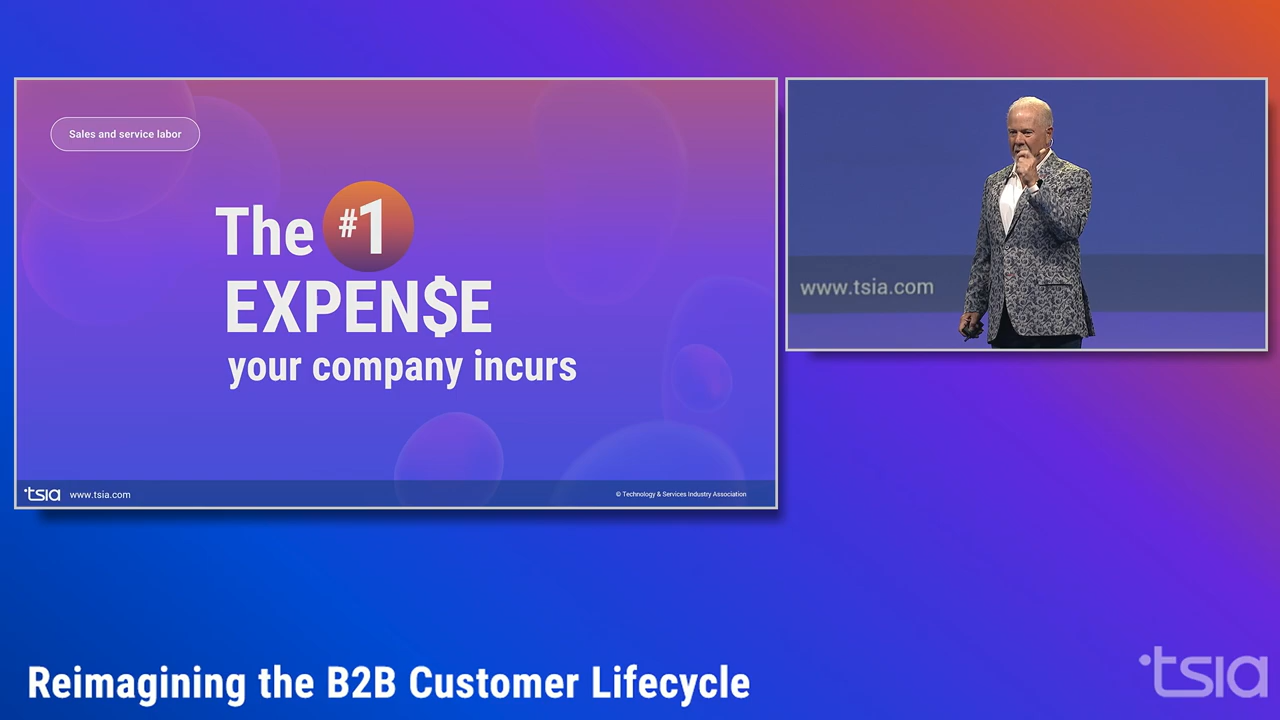 Sales and service labor
The #1
EXPEN$E
your company incurs
tsia www.tsia.com
© Technology & Services Industry Association
www.tsia.com
Reimagining the B2B Customer Lifecycle
tsia